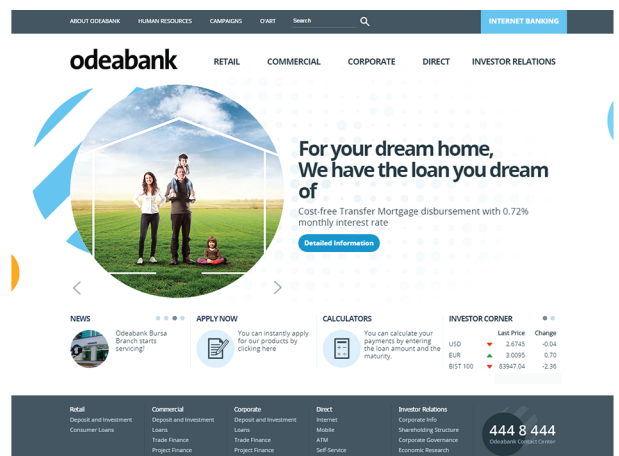 ABOUT ODEABANK HUMAN RESOURCES CAMPAIGNS O'ART Search INTERNET BANKING
odeabank RETAIL COMMERCIAL CORPORATE DIRECT INVESTOR RELATIONS
For your dream home,
We have the loan you dream
of
Cost-free Transfer Mortgage disbursement with 0.72%
monthly interest rate
Detailed Information
NEWS
Odeabank Bursa
Branch starts
servicing!
APPLY NOW
You can instantly apply
for our products by
clicking here
CALCULATORS
You can calculate your
payments by entering
the loan amount and the
maturity.
INVESTOR CORNER
Last Price Change
USD 2.6745 -0.04
EUR 3.0095 0.70
BIST 100 83947.04 -2.36
Retail
Deposit and Investment
Consumer Loans
Commercial
Deposit and Investment
Loans
Trade Finance
Project Finance
Corporate
Deposit and Investment
Loans
Trade Finance
Project Finance
Direct
Internet
Mobile
ATM
Self-Service
Investor Relations
Corporate Info
Shareholding Structure
Corporate Governance
Economic Research
444 8 444
Odeabank Contact Center